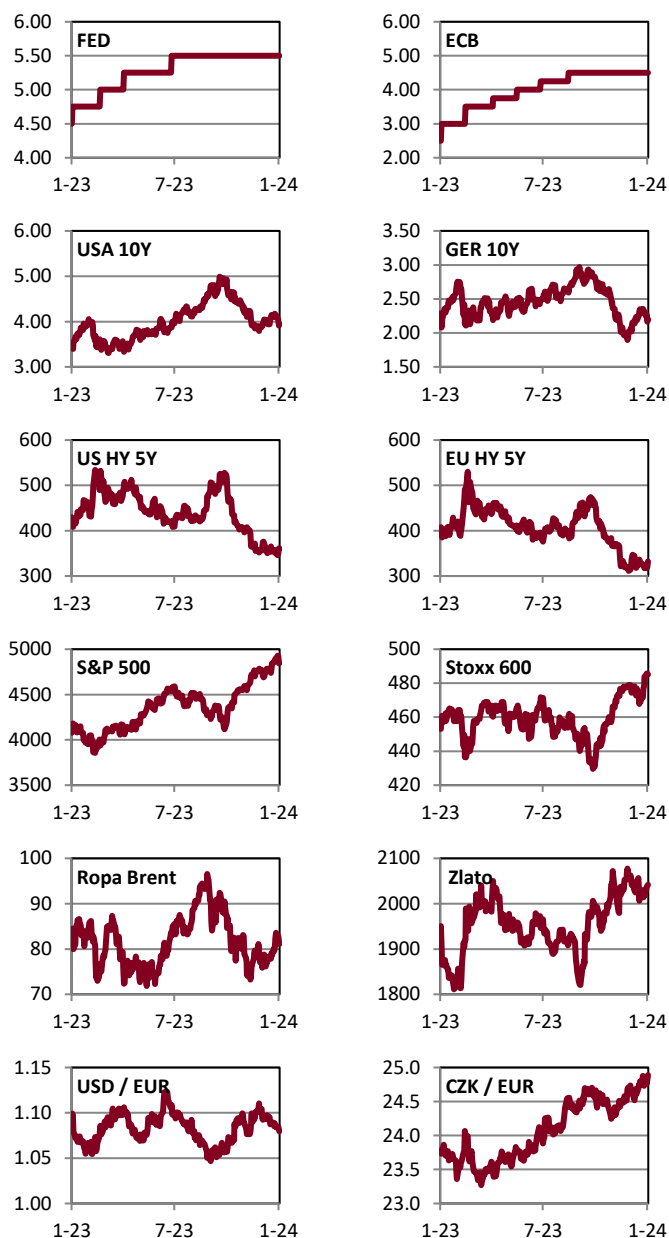 FED
6.00
5.50
5.00
4.50
4.00
1-23 7-23 1-24
ECB
6.00
5.00
4.00
3.00
2.00
1-23 7-23 1-24
USA 10Y
6.00
5.00
4.00
3.00
1-23 7-23 1-24
GER 10Y
3.50
3.00
2.50
2.00
1.50
1-23 7-23 1-24
US HY 5Y
600
500
400
300
1-23 7-23 1-24
EU HY 5Y
600
500
400
300
1-23 7-23 1-24
S&P 500
5000
4500
4000
3500
1-23 7-23 1-24
Stoxx 600
500
480
460
440
420
1-23 7-23 1-24
Ropa Brent
100
90
80
70
1-23 7-23 1-24
Zlato
2100
2000
1900
1800
1-23 7-23 1-24
USD / EUR
1.15
1.10
1.05
1.00
1-23 7-23 1-24
CZK / EUR
25.0
24.5
24.0
23.5
23.0
1-23 7-23 1-24